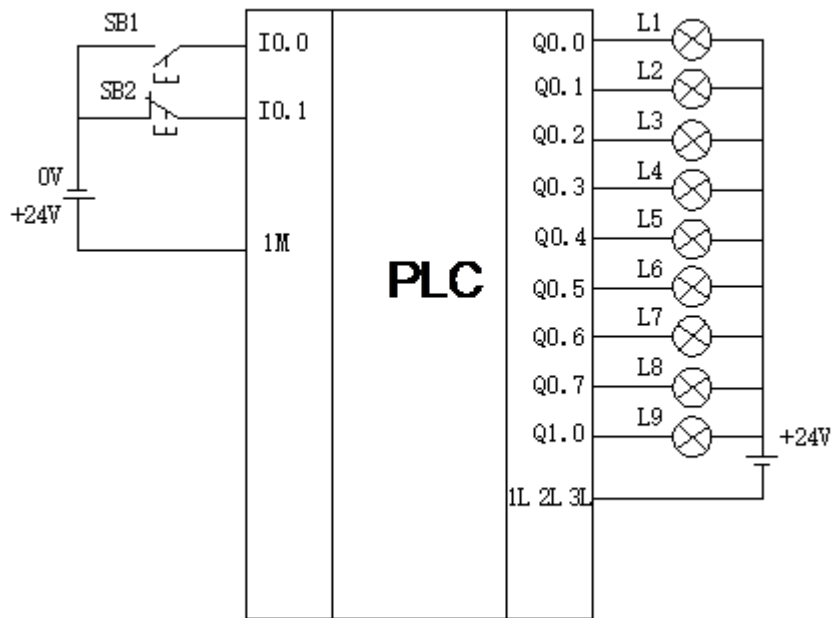 SB1
I0.0
SB2
I0.1
0V
+24V
1M
PLC
Q0.0
L1
Q0.1
L2
Q0.2
L3
Q0.3
L4
Q0.4
L5
Q0.5
L6
Q0.6
L7
Q0.7
L8
Q1.0
L9
+24V
1L 2L 3L